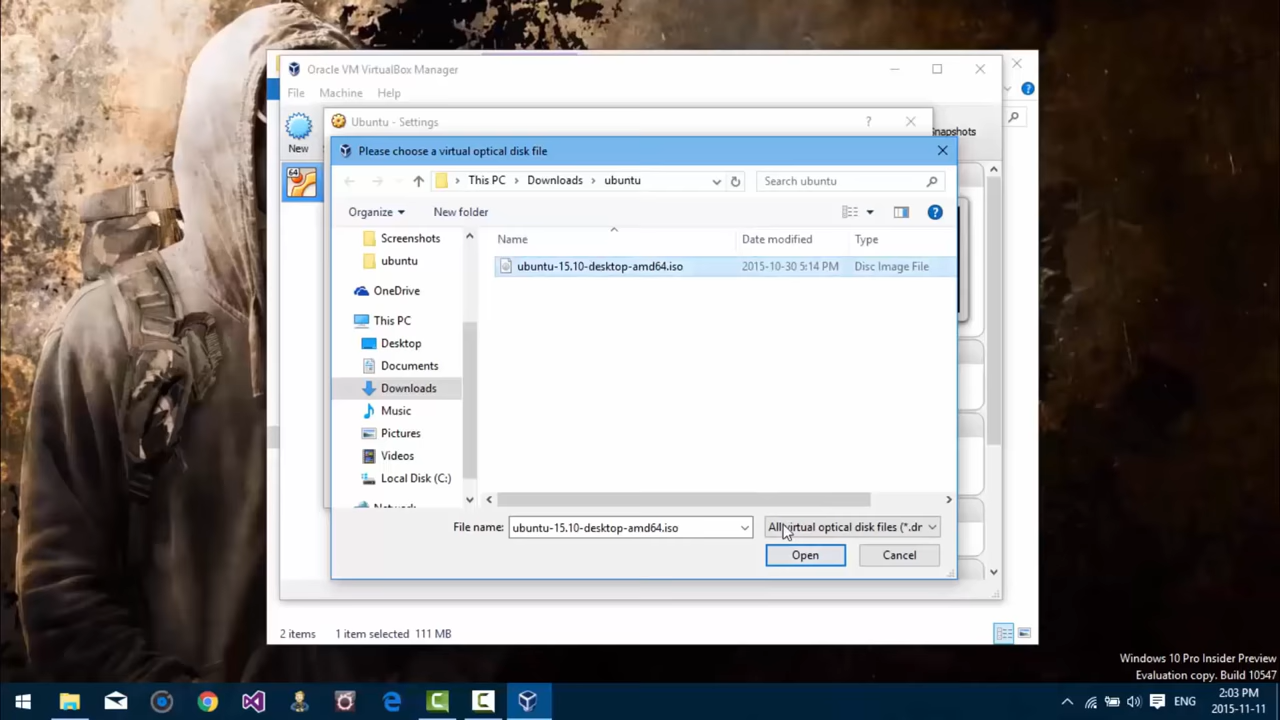 Oracle VM VirtualBox Manager
File Machine Help
New
Snapshots
Ubuntu - Settings
?
64
Please choose a virtual optical disk file
This PC > Downloads > ubuntu
Search ubuntu
Organize
New folder
Name
Date modified
Type
ubuntu-15.10-desktop-amd64.iso
2015-10-30 5:14 PM
Disc Image File
Screenshots
ubuntu
OneDrive
This PC
Desktop
Documents
Downloads
Music
Pictures
Videos
Local Disk (C:)
Network
File name:
ubuntu-15.10-desktop-amd64.iso
All virtual optical disk files (*.dr
Open
Cancel
2 items 1 item selected 111 MB
Windows 10 Pro Insider Preview
Evaluation copy. Build 10547
ENG
2:03 PM
2015-11-11